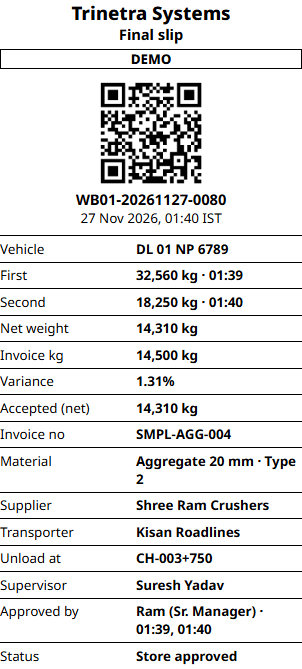 Trinetra Systems
Final slip
DEMO
WB01-20261127-0080
27 Nov 2026, 01:40 IST
Vehicle DL 01 NP 6789
First 32,560 kg · 01:39
Second 18,250 kg · 01:40
Net weight 14,310 kg
Invoice kg 14,500 kg
Variance 1.31%
Accepted (net) 14,310 kg
Invoice no SMPL-AGG-004
Material Aggregate 20 mm · Type
2
Supplier Shree Ram Crushers
Transporter Kisan Roadlines
Unload at CH-003+750
Supervisor Suresh Yadav
Approved by Ram (Sr. Manager) ·
01:39, 01:40
Status Store approved